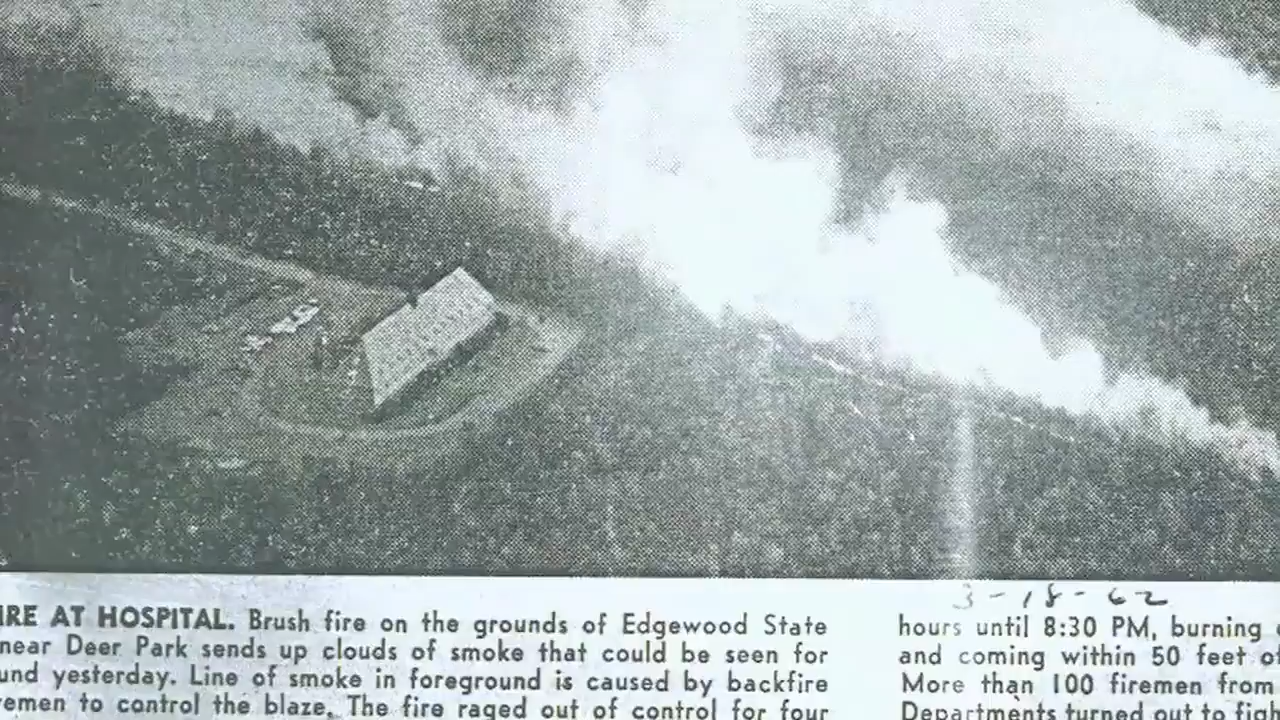 3-18-62
IRE AT HOSPITAL. Brush fire on the grounds of Edgewood State
near Deer Park sends up clouds of smoke that could be seen for
und yesterday. Line of smoke in foreground is caused by backfire
emen to control the blaze. The fire raged out of control for four
hours until 8:30 PM, burning
and coming within 50 feet of
More than 100 firemen from
Departments turned out to figh